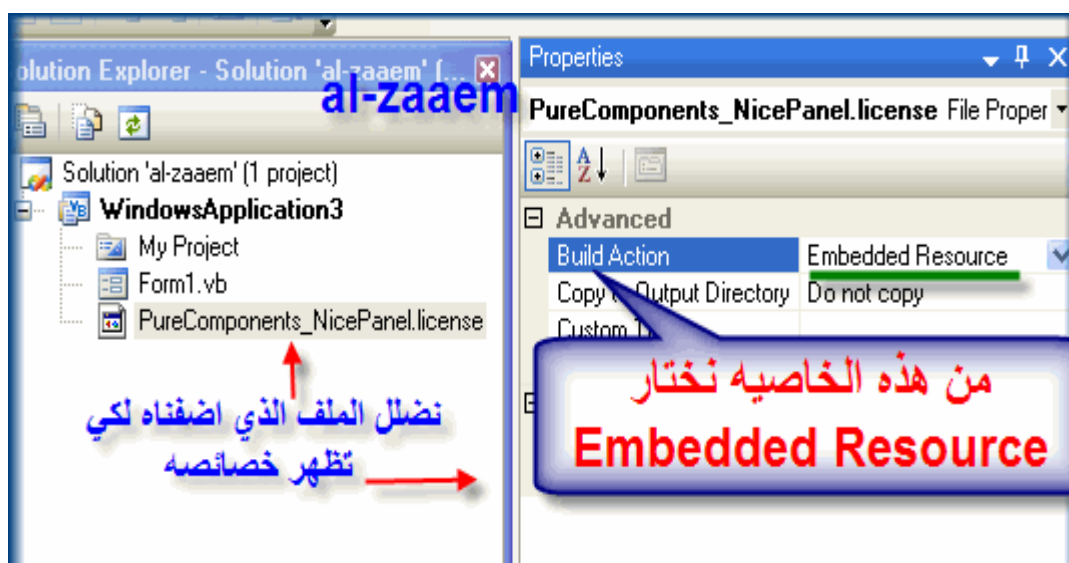 olution Explorer - Solution 'al-zaaem' (...
al-zaaem
Solution 'al-zaaem' (1 project)
WindowsApplication3
My Project
Form1.vb
PureComponents_NicePanel.license
نضلل الملف الذي اضفناه لكي
تظهر خصائصه
Properties
PureComponents_NicePanel.license File Proper
Advanced
Build Action Embedded Resource
Copy Output Directory Do not copy
Custom
من هذه الخاصيه نختار
Embedded Resource